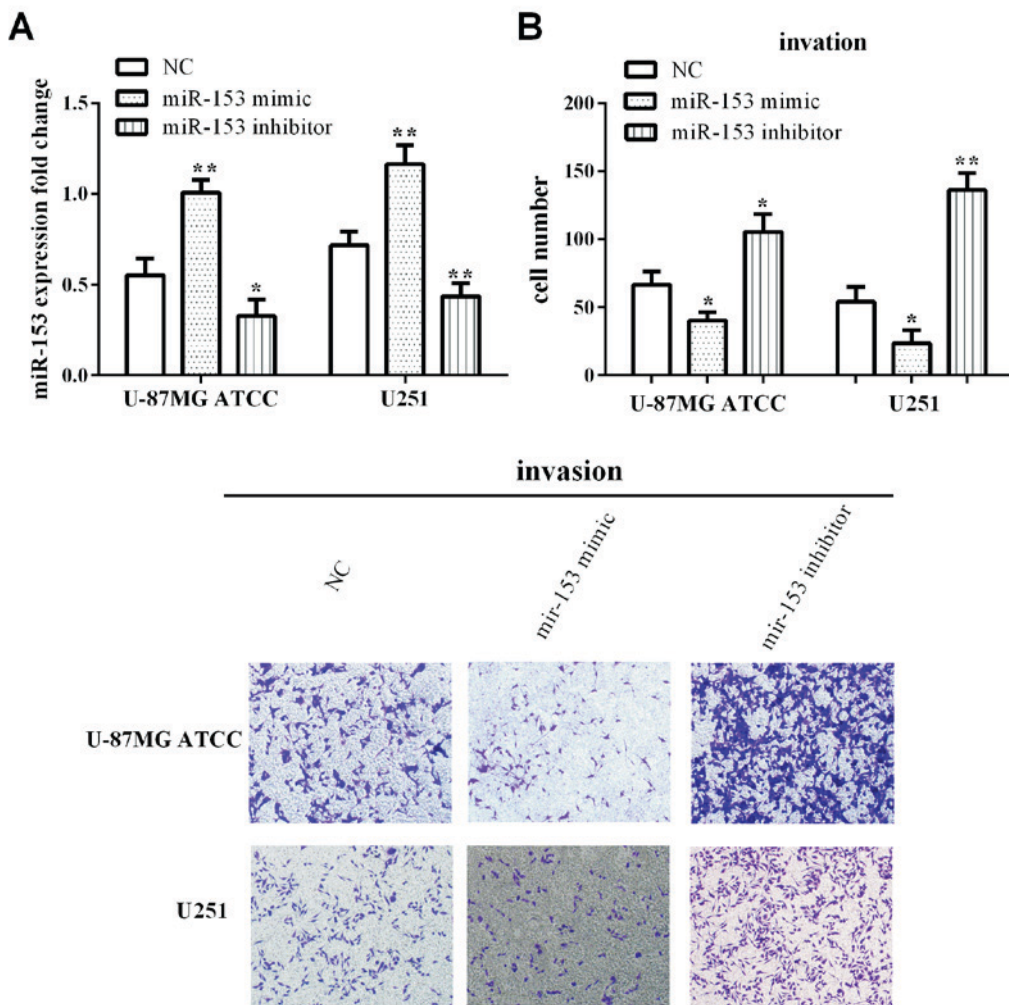 A
NC
miR-153 mimic
miR-153 inhibitor
miR-153 expression fold change
1.5
1.0
0.5
0.0
**
*
**
**
U-87MG ATCC
U251
B
invation
NC
miR-153 mimic
miR-153 inhibitor
cell number
200
150
100
50
0
*
*
*
**
U-87MG ATCC
U251
invasion
NC
mir-153 mimic
mir-153 inhibitor
U-87MG ATCC
U251